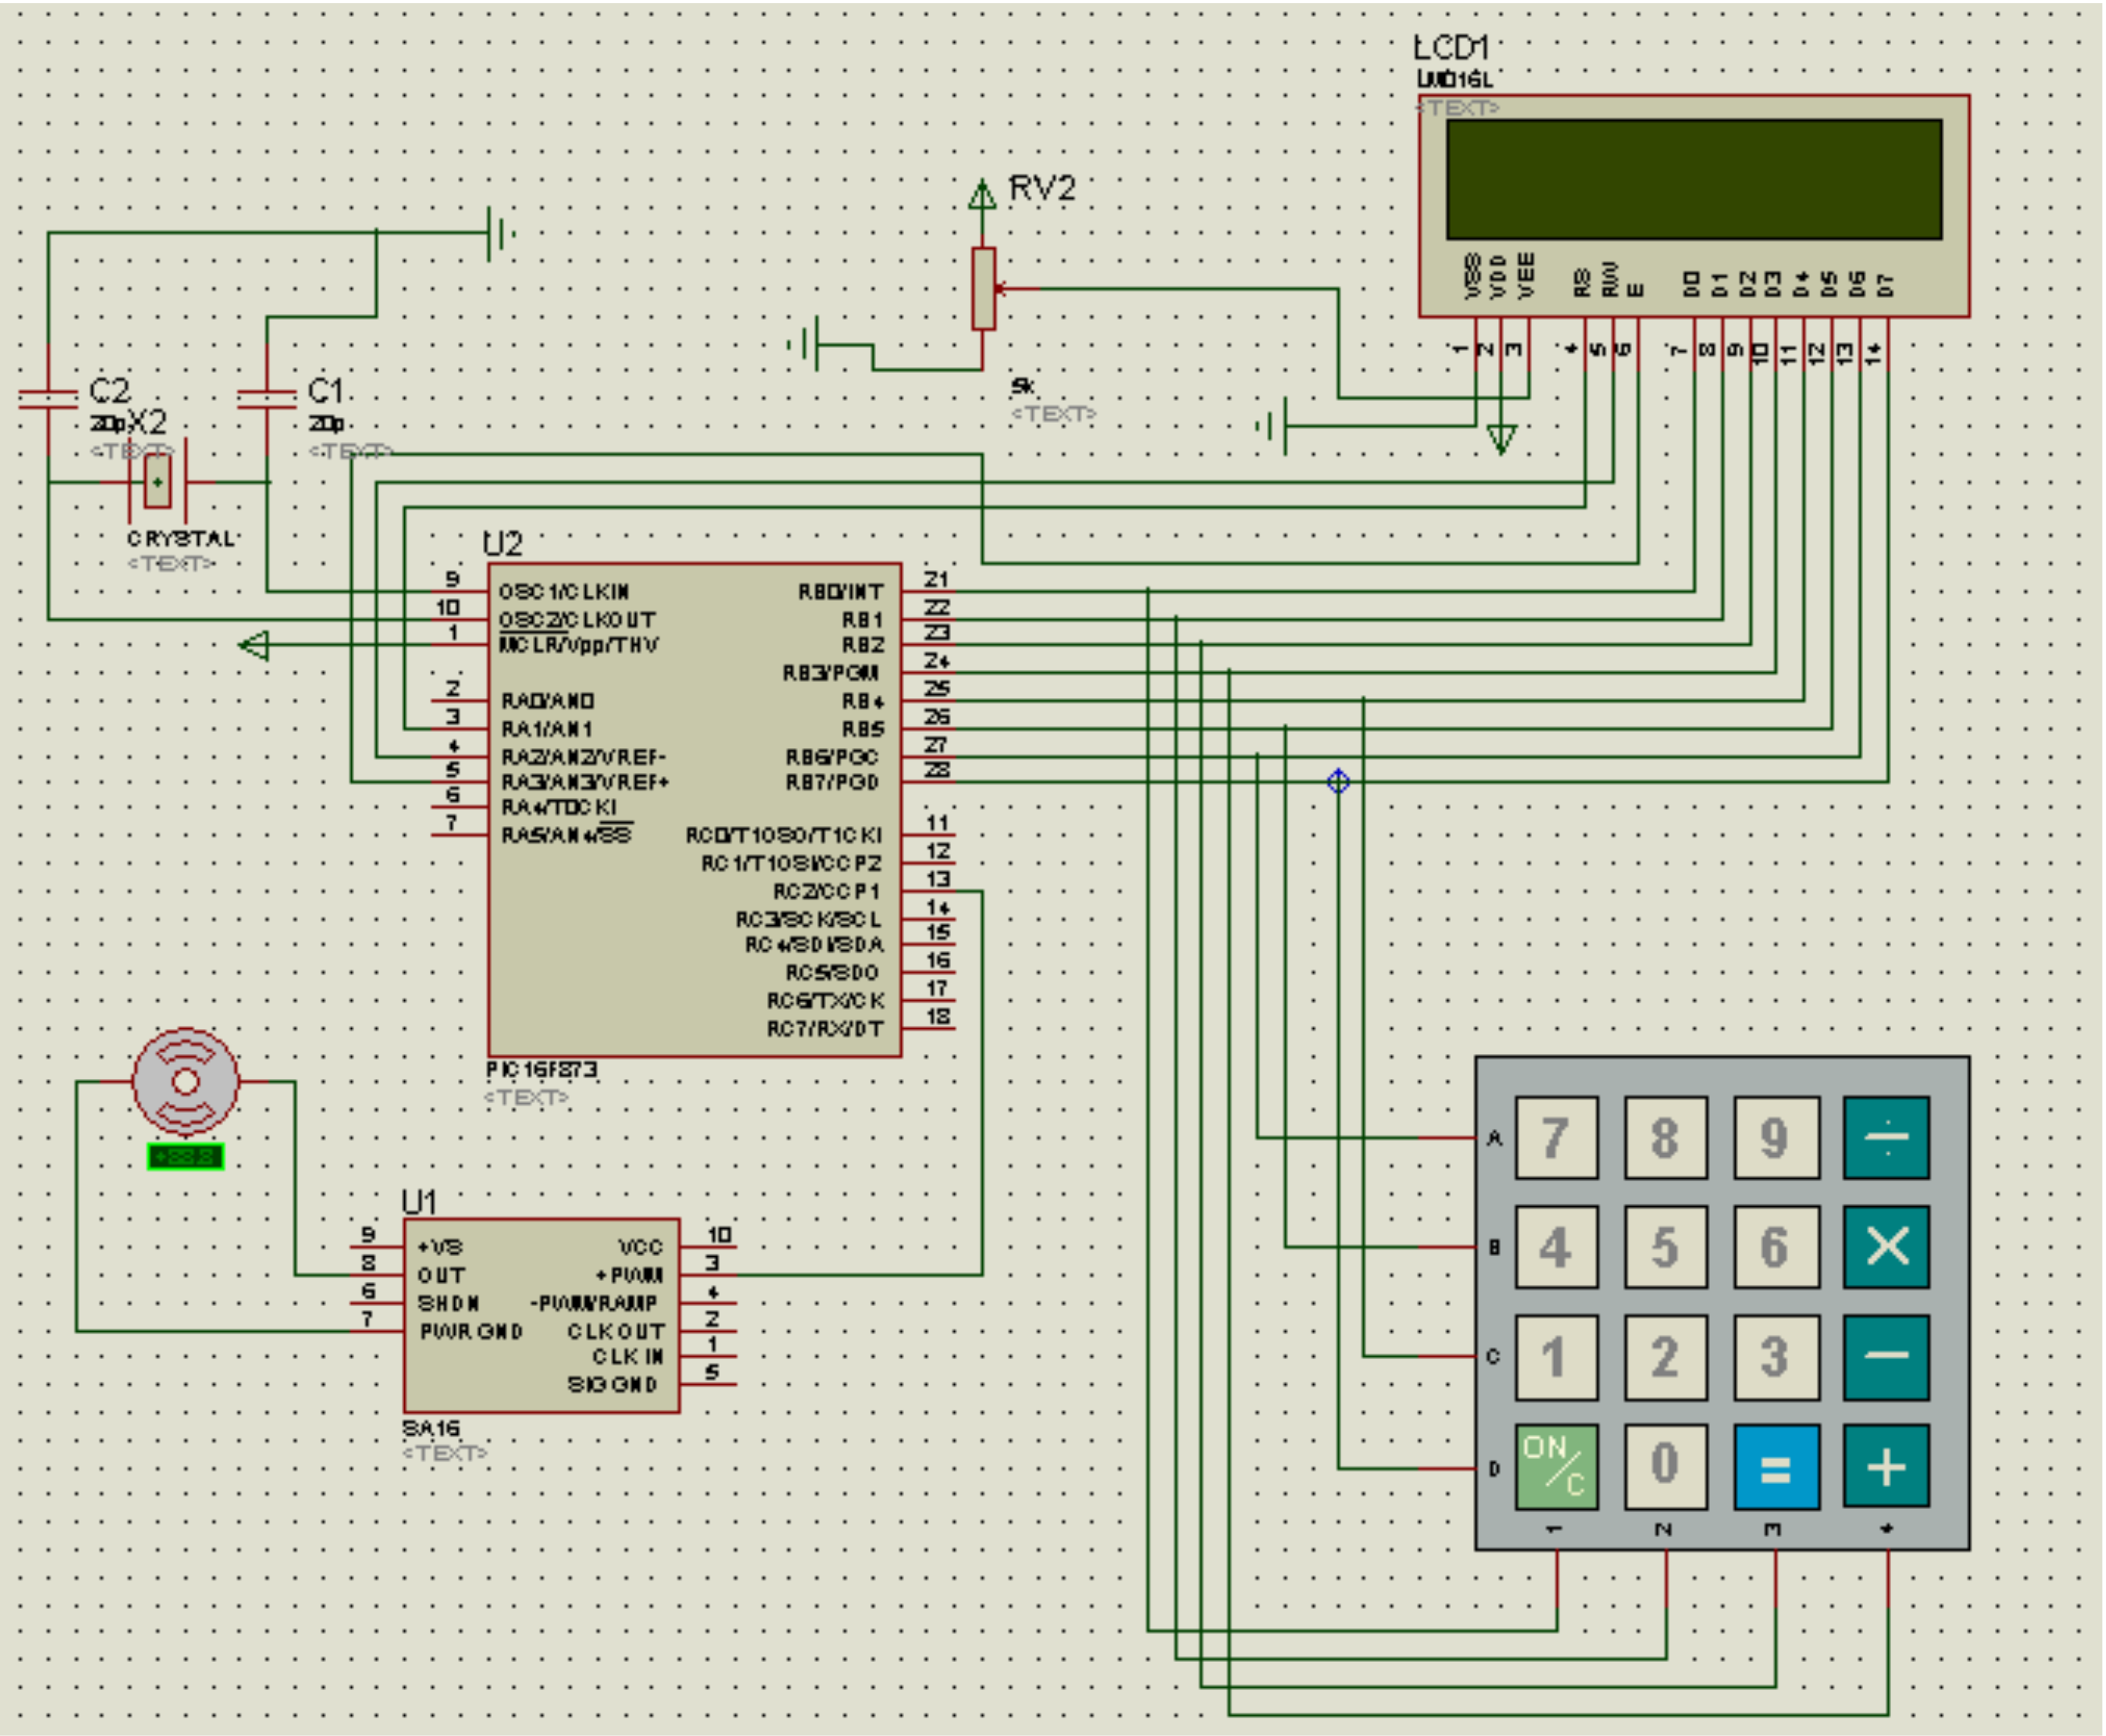 LCD1
LM016L
<TEXT>
RV2
VSS
VDD
VEE
RS
RW
E
D0
D1
D2
D3
D4
D5
D6
D7
1
2
3
4
5
6
7
8
9
10
11
12
13
14
5k
<TEXT>
C2
20p
<TEXT>
X2
CRYSTAL
<TEXT>
C1
20p
<TEXT>
U2
9
OSC1/CLKIN
10
OSC2/CLKOUT
1
MCLR/Vpp/THV
2
RA0/AN0
3
RA1/AN1
4
RA2/AN2/VREF-
5
RA3/AN3/VREF+
6
RA4/T0CKI
7
RA5/AN4/SS
RB0/INT
21
RB1
22
RB2
23
RB3/PGM
24
RB4
25
RB5
26
RB6/PGC
27
RB7/PGD
28
RC0/T1OSO/T1CKI
11
RC1/T1OSI/CCP2
12
RC2/CCP1
13
RC3/SCK/SCL
14
RC4/SDI/SDA
15
RC5/SDO
16
RC6/TX/CK
17
RC7/RX/DT
18
PIC16F873
<TEXT>
+88.8
U1
9
+VS
8
OUT
6
SHDN
7
PWR GND
VCC
10
+PWM
3
-PWM/RAMP
4
CLK OUT
2
CLK IN
1
SIG GND
5
SA16
<TEXT>
A 7 8 9 ÷
B 4 5 6 ×
C 1 2 3 −
D ON/C 0 = +
1 2 3 4